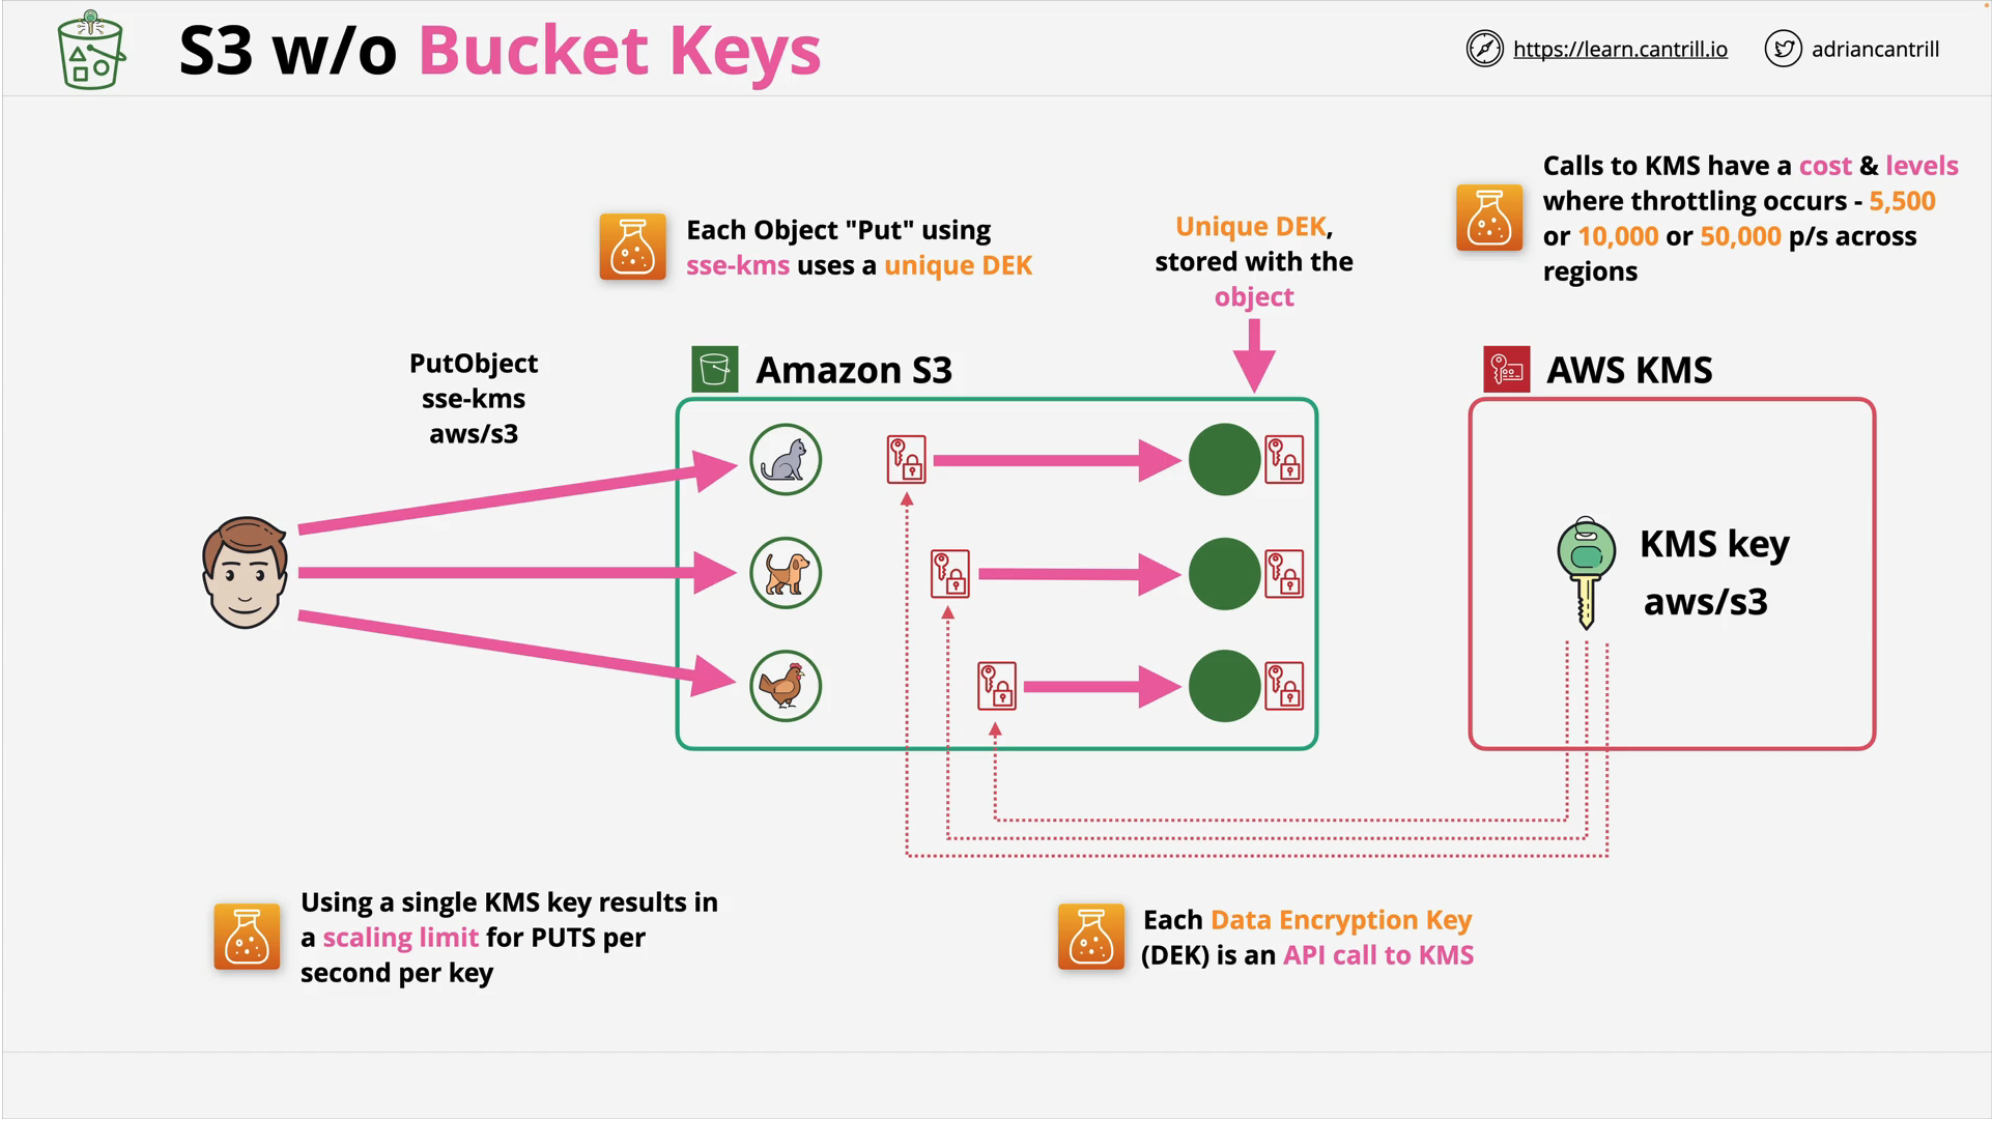 S3 w/o Bucket Keys
https://learn.cantrill.io
adriancantrill
Each Object "Put" using
sse-kms uses a unique DEK
Unique DEK,
stored with the
object
Calls to KMS have a cost & levels
where throttling occurs - 5,500
or 10,000 or 50,000 p/s across
regions
PutObject
sse-kms
aws/s3
Amazon S3
AWS KMS
KMS key
aws/s3
Using a single KMS key results in
a scaling limit for PUTS per
second per key
Each Data Encryption Key
(DEK) is an API call to KMS